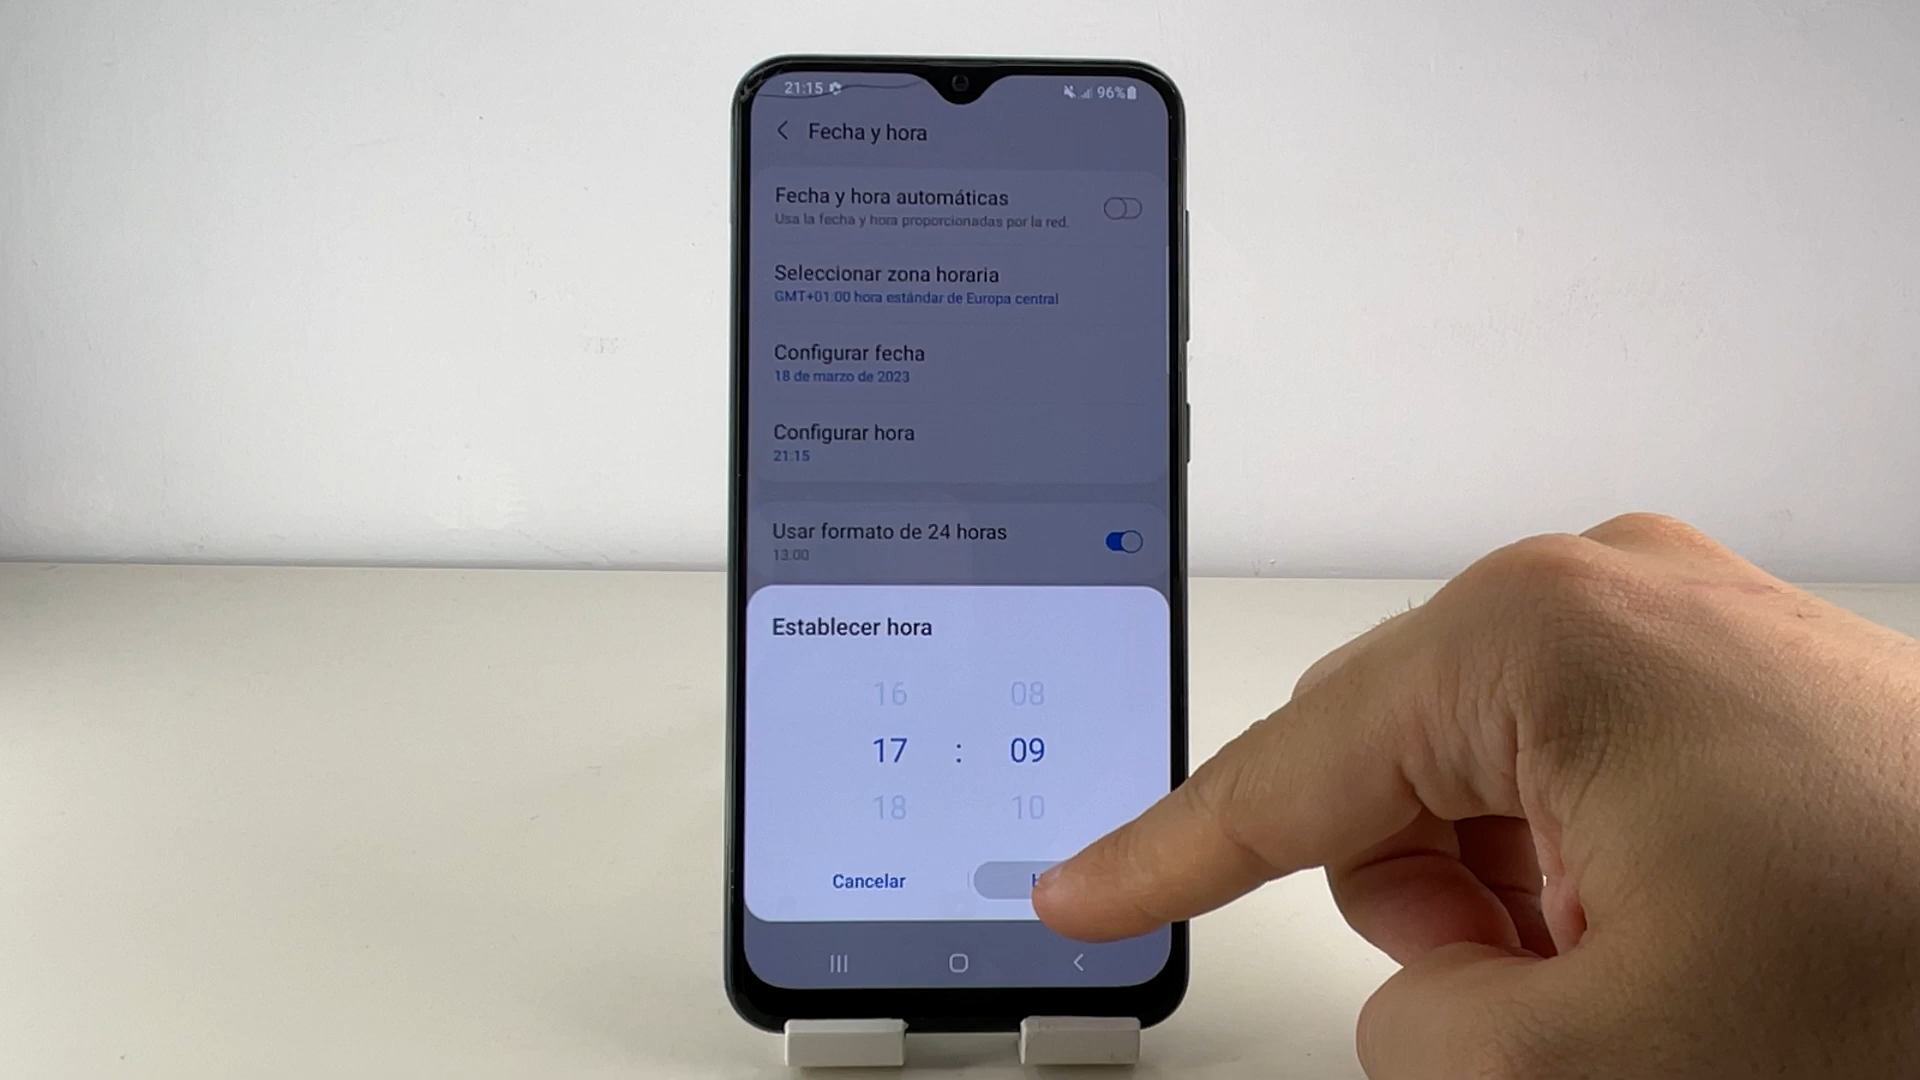 21:15 96%
Fecha y hora
Fecha y hora automáticas
Usa la fecha y hora proporcionadas por la red.
Seleccionar zona horaria
GMT+01:00 hora estándar de Europa central
Configurar fecha
18 de marzo de 2023
Configurar hora
21:15
Usar formato de 24 horas
13:00
Establecer hora
16 08
17 : 09
18 10
Cancelar